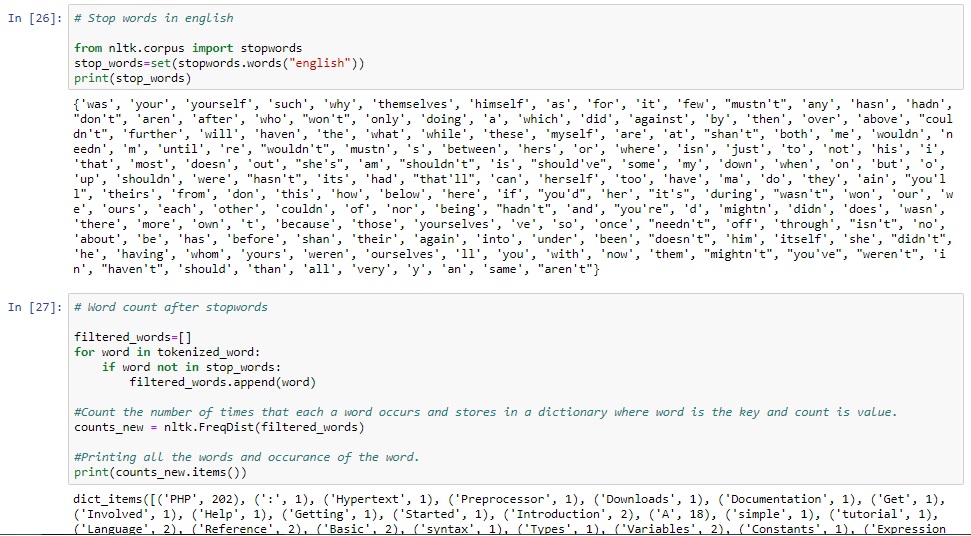 In [26]: # Stop words in english
from nltk.corpus import stopwords
stop_words=set(stopwords.words("english"))
print(stop_words)
{'was', 'your', 'yourself', 'such', 'why', 'themselves', 'himself', 'as', 'for', 'it', 'few', "mustn't", 'any', 'hasn', 'hadn',
"don't", 'aren', 'after', 'who', "won't", 'only', 'doing', 'a', 'which', 'did', 'against', 'by', 'then', 'over', 'above', "coul
dn't", 'further', 'will', 'haven', 'the', 'what', 'while', 'these', 'myself', 'are', 'at', "shan't", 'both', 'me', 'wouldn', 'n
eedn', 'm', 'until', 're', "wouldn't", 'mustn', 's', 'between', 'hers', 'or', 'where', 'isn', 'just', 'to', 'not', 'his', 'i',
'that', 'most', 'doesn', 'out', "she's", 'am', "shouldn't", 'is', "should've", 'some', 'my', 'down', 'when', 'on', 'but', 'o',
'up', 'shouldn', 'were', "hasn't", 'its', 'had', "that'll", 'can', 'herself', 'too', 'have', 'ma', 'do', 'they', 'ain', "you'l
l", 'theirs', 'from', 'don', 'this', 'how', 'below', 'here', 'if', "you'd", 'her', "it's", 'during', "wasn't", 'won', 'our', 'w
e', 'ours', 'each', 'other', 'couldn', 'of', 'nor', 'being', "hadn't", 'and', "you're", 'd', 'mightn', 'didn', 'does', 'wasn',
'there', 'more', 'own', 't', 'because', 'those', 'yourselves', 've', 'so', 'once', "needn't", 'off', 'through', "isn't", 'no',
'about', 'be', 'has', 'before', 'shan', 'their', 'again', 'into', 'under', 'been', "doesn't", 'him', 'itself', 'she', "didn't",
'he', 'having', 'whom', 'yours', 'weren', 'ourselves', 'll', 'you', 'with', 'now', 'them', "mightn't", "you've", "weren't", 'i
n', "haven't", 'should', 'than', 'all', 'very', 'y', 'an', 'same', "aren't"}
In [27]: # Word count after stopwords
filtered_words=[]
for word in tokenized_word:
if word not in stop_words:
filtered_words.append(word)
#Count the number of times that each a word occurs and stores in a dictionary where word is the key and count is value.
counts_new = nltk.FreqDist(filtered_words)
#Printing all the words and occurance of the word.
print(counts_new.items())
dict_items([('PHP', 202), (':', 1), ('Hypertext', 1), ('Preprocessor', 1), ('Downloads', 1), ('Documentation', 1), ('Get', 1),
('Involved', 1), ('Help', 1), ('Getting', 1), ('Started', 1), ('Introduction', 2), ('A', 18), ('simple', 1), ('tutorial', 1),
('Language', 2), ('Reference', 2), ('Basic', 2), ('syntax', 1), ('Types', 1), ('Variables', 2), ('Constants', 1), ('Expression